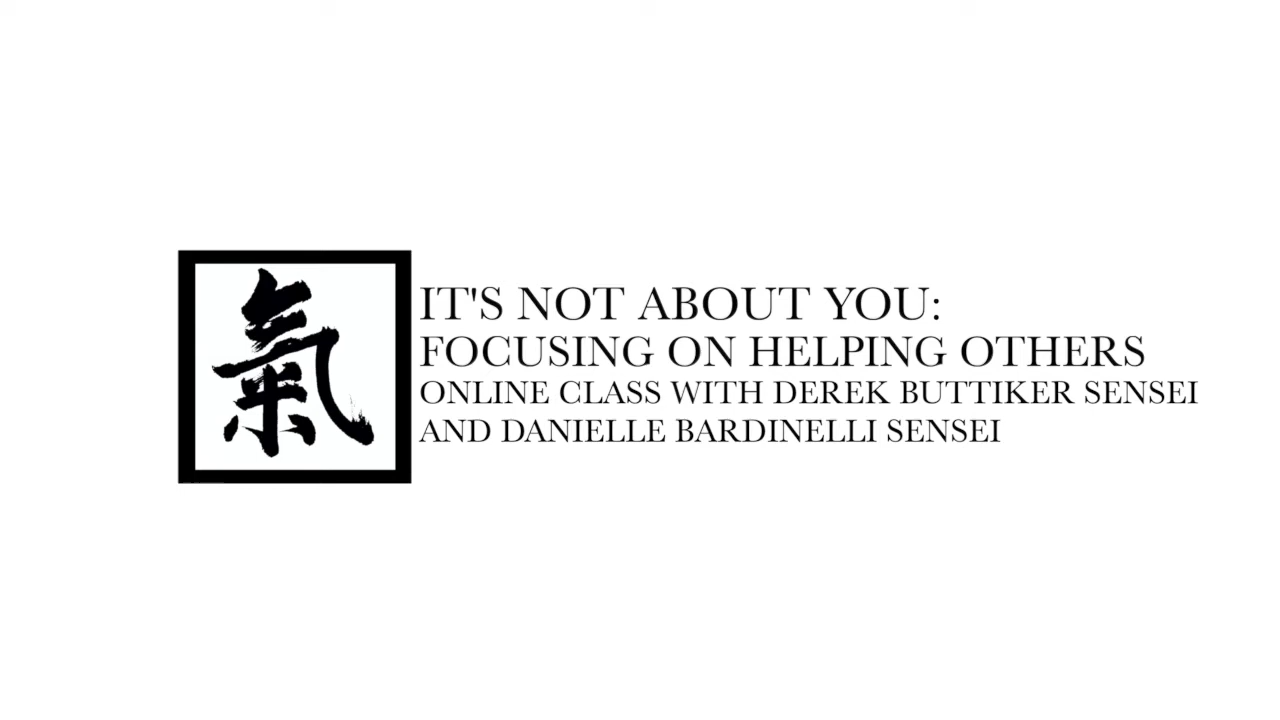 氣
IT'S NOT ABOUT YOU:
FOCUSING ON HELPING OTHERS
ONLINE CLASS WITH DEREK BUTTIKER SENSEI
AND DANIELLE BARDINELLI SENSEI